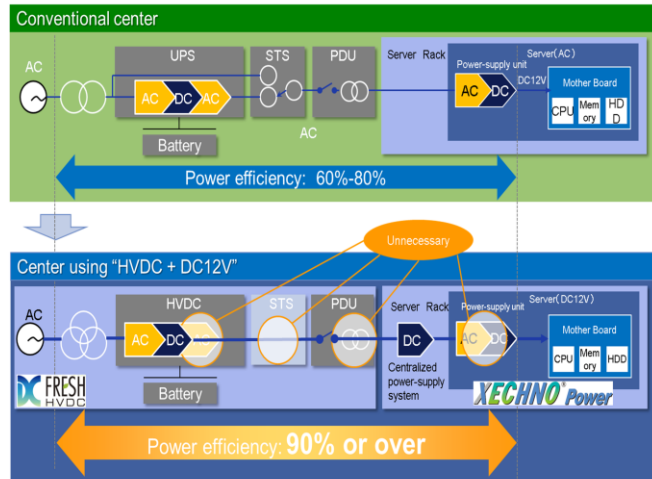 Conventional center
AC
UPS
STS
PDU
Server Rack
Server(AC)
Power-supply unit
DC12V
Mother Board
AC
DC
AC
AC
DC
CPU
Mem
ory
HD
D
Battery
AC
Power efficiency: 60%-80%
Unnecessary
Center using "HVDC + DC12V"
AC
HVDC
STS
PDU
Server Rack
Server(DC12V)
Power-supply unit
Mother Board
AC
DC
AC
DC
AC
DC
CPU
Mem
ory
HDD
Centralized
power-supply
system
Battery
DC FRESH
HVDC
XECHNO® Power
Power efficiency: 90% or over